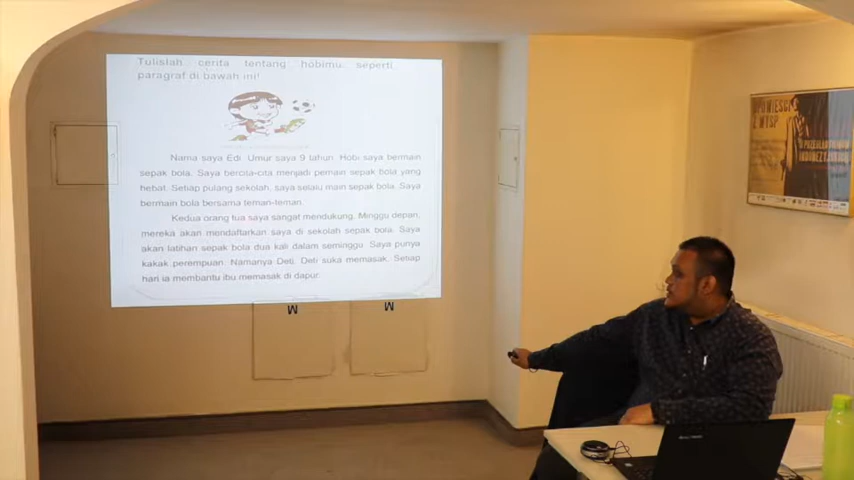 Tulislah cerita tentang hobimu seperti
paragraf di bawah ini!
Nama saya Edi. Umur saya 9 tahun. Hobi saya bermain
sepak bola. Saya bercita-cita menjadi pemain sepak bola yang
hebat. Setiap pulang sekolah, saya selalu main sepak bola. Saya
bermain bola bersama teman-teman.
Kedua orang tua saya sangat mendukung. Minggu depan,
mereka akan mendaftarkan saya di sekolah sepak bola. Saya
akan latihan sepak bola dua kali dalam seminggu. Saya punya
kakak perempuan. Namanya Deti. Deti suka memasak. Setiap
hari ia membantu ibu memasak di dapur.
M
M
OPOWIEŚCI
Z WYSP